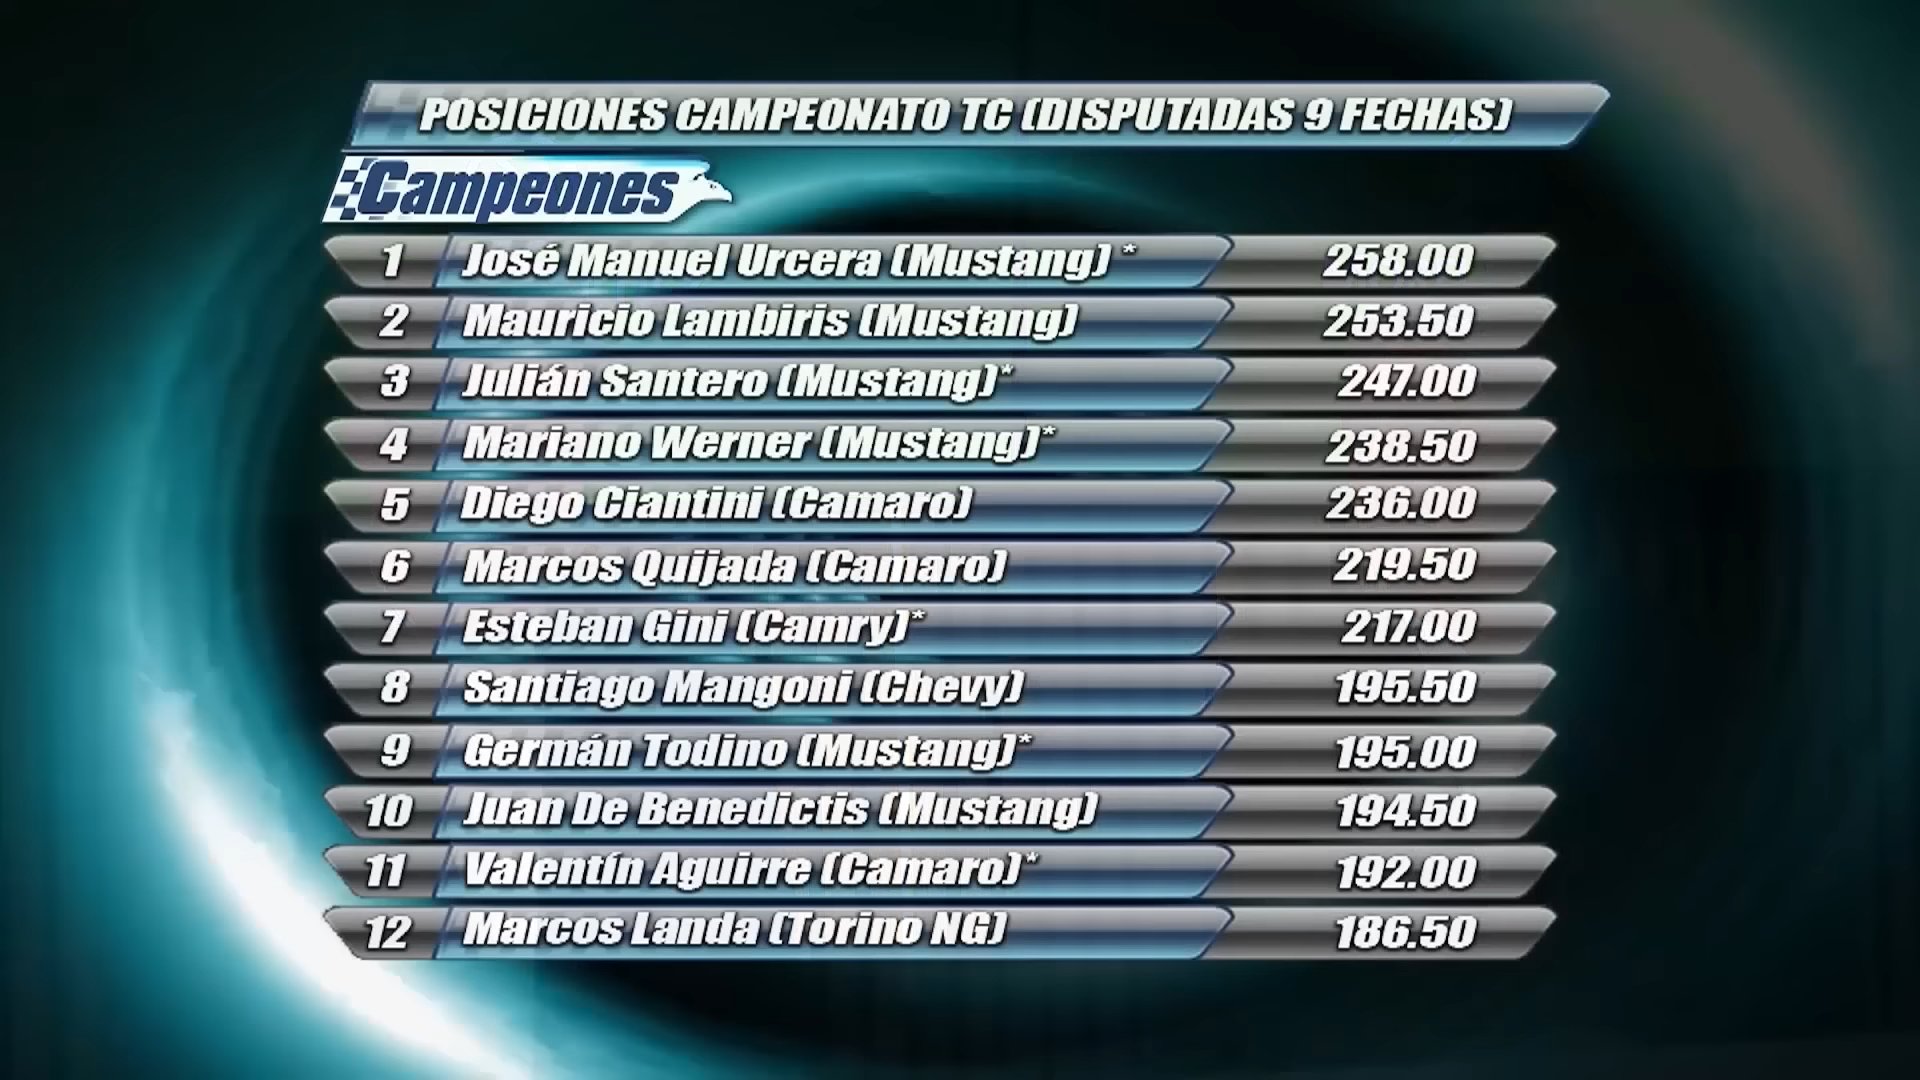 POSICIONES CAMPEONATO TC (DISPUTADAS 9 FECHAS)
Campeones
1 José Manuel Urcera (Mustang) * 258.00
2 Mauricio Lambiris (Mustang) 253.50
3 Julián Santero (Mustang)* 247.00
4 Mariano Werner (Mustang)* 238.50
5 Diego Ciantini (Camaro) 236.00
6 Marcos Quijada (Camaro) 219.50
7 Esteban Gini (Camry)* 217.00
8 Santiago Mangoni (Chevy) 195.50
9 Germán Todino (Mustang)* 195.00
10 Juan De Benedictis (Mustang) 194.50
11 Valentín Aguirre (Camaro)* 192.00
12 Marcos Landa (Torino NG) 186.50